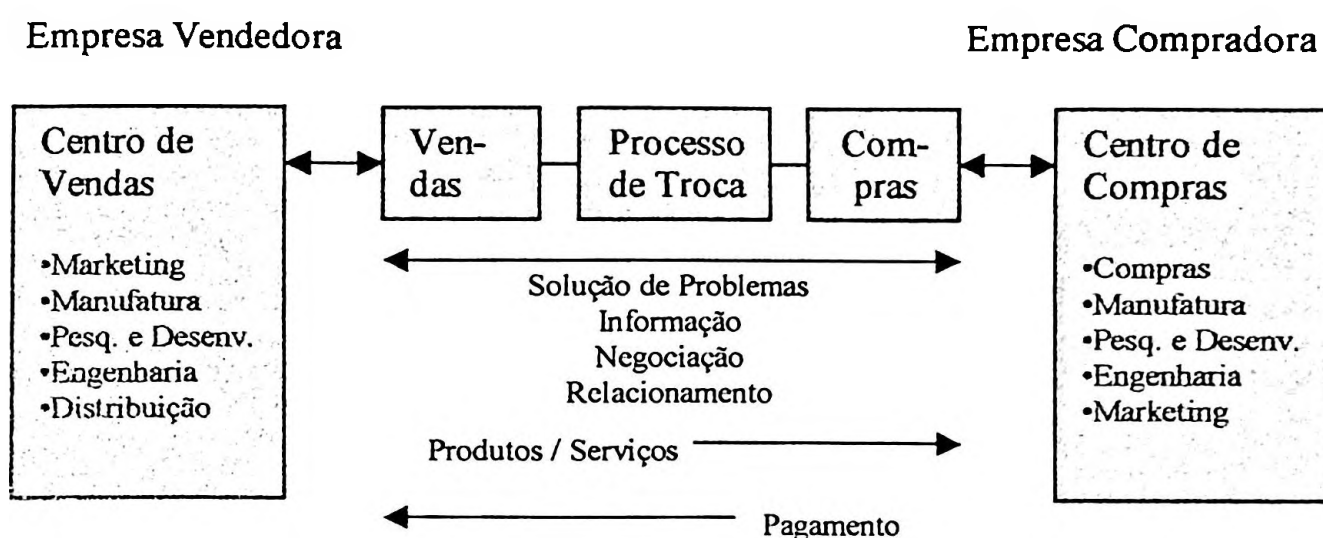 Empresa Vendedora
Empresa Compradora
Centro de
Vendas
•Marketing
•Manufatura
•Pesq. e Desenv.
•Engenharia
•Distribuição
Ven-
das
Processo
de Troca
Com-
pras
Solução de Problemas
Informação
Negociação
Relacionamento
Produtos / Serviços
Pagamento
Centro de
Compras
•Compras
•Manufatura
•Pesq. e Desenv.
•Engenharia
•Marketing